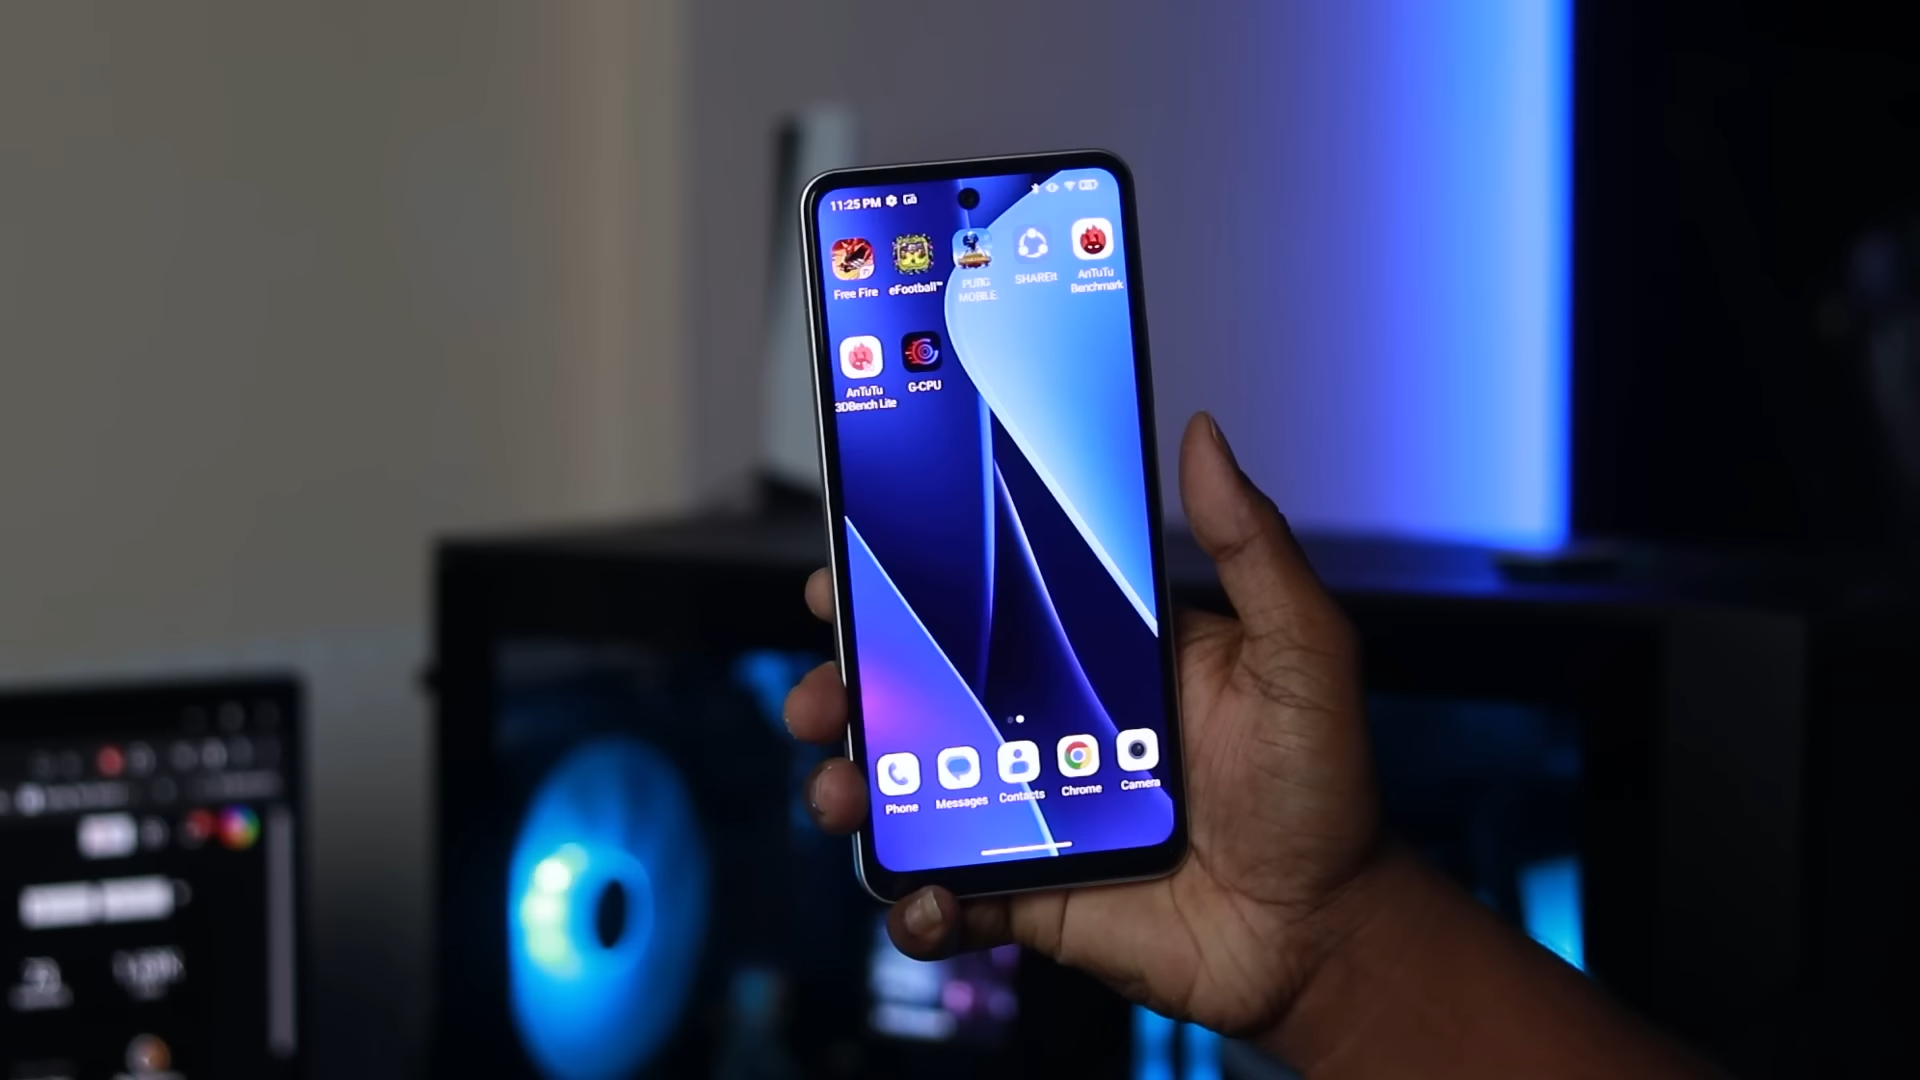 11:25 PM
Free Fire
eFootball™
PUBG
MOBILE
SHAREit
AnTuTu
Benchmark
AnTuTu
3DBench Lite
G-CPU
Phone
Messages
Contacts
Chrome
Camera